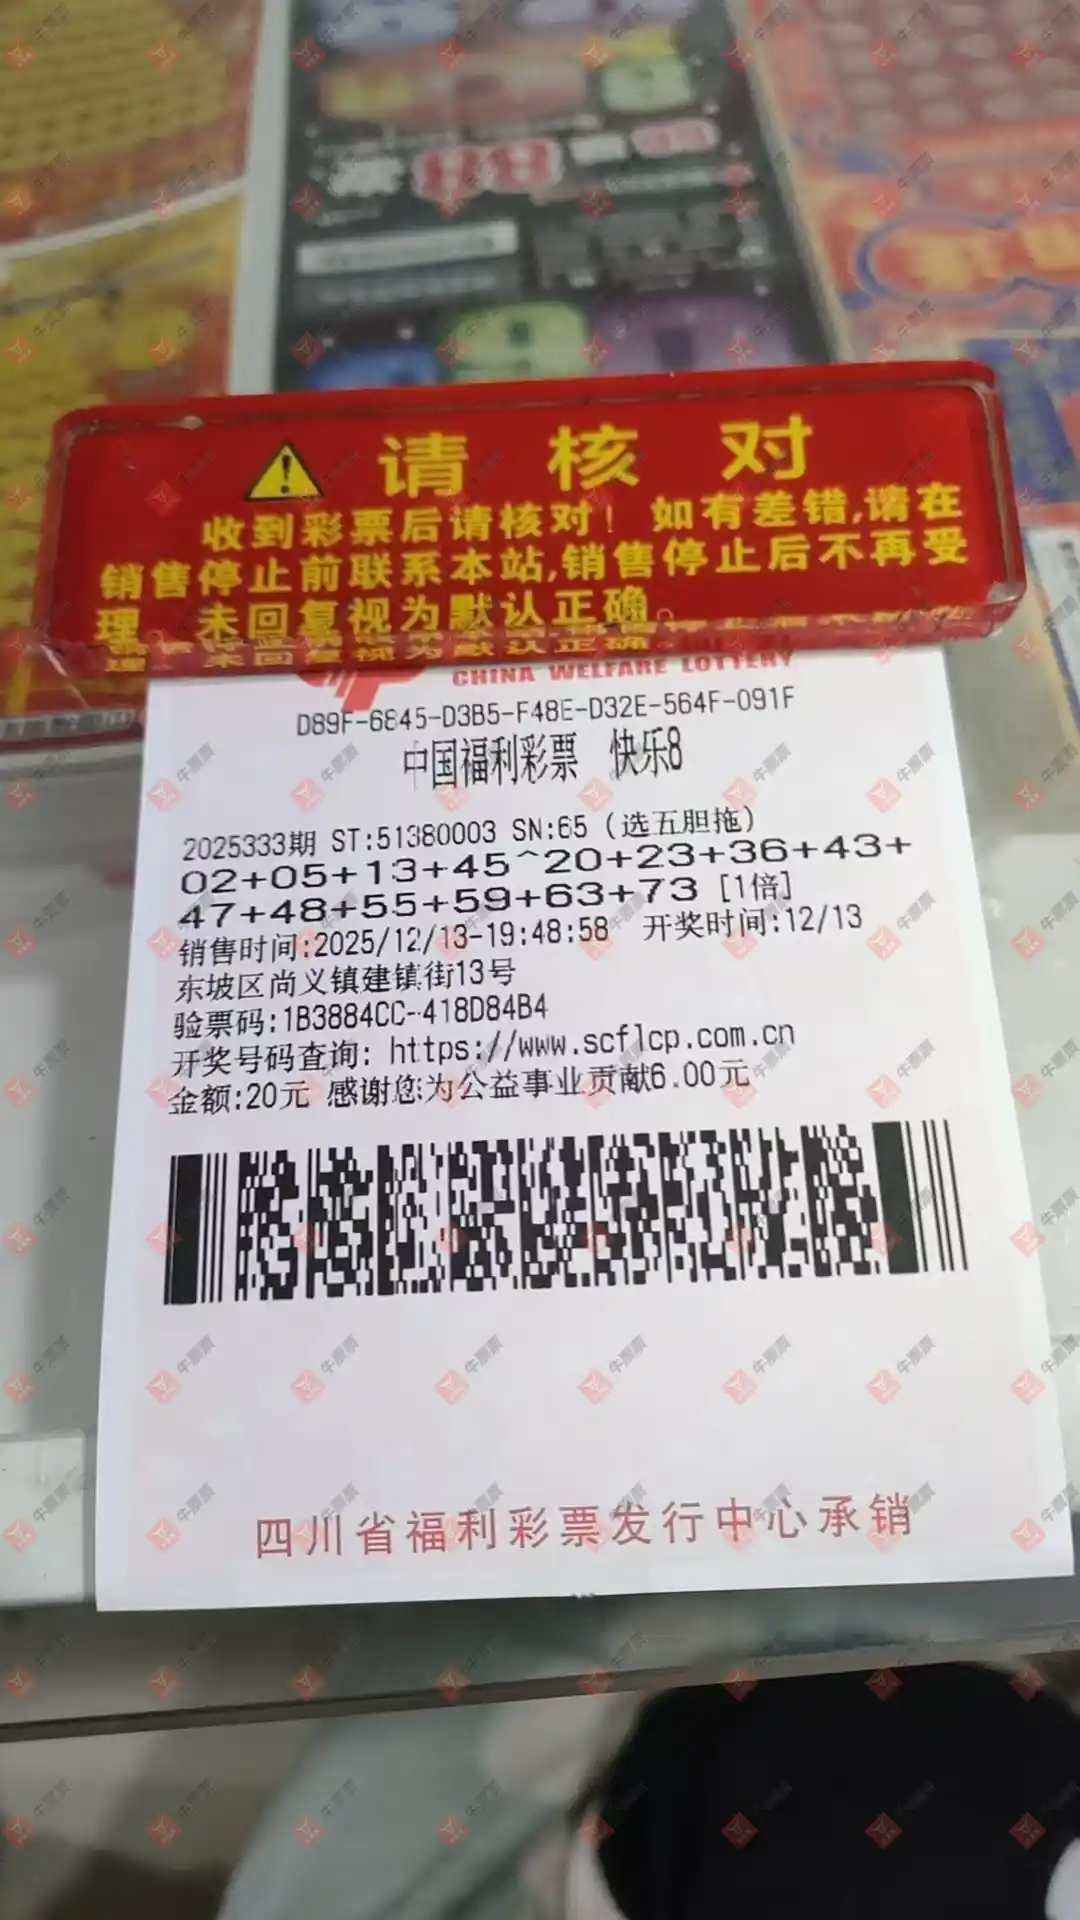 请核对
收到彩票后请核对！如有差错,请在
销售停止前联系本站,销售停止后不再受
理。未回复视为默认正确。
CHINA WELFARE LOTTERY
D89F-6845-D3B5-F48E-D32E-564F-091F
中国福利彩票 快乐8
2025333期 ST:51380003 SN:65 (选五胆拖)
02+05+13+45^20+23+36+43+
47+48+55+59+63+73 [1倍]
销售时间:2025/12/13-19:48:58 开奖时间:12/13
东坡区尚义镇建镇街13号
验票码:1B3884CC-418D84B4
开奖号码查询: https://www.scflcp.com.cn
金额:20元 感谢您为公益事业贡献6.00元
四川省福利彩票发行中心承销
牛票票